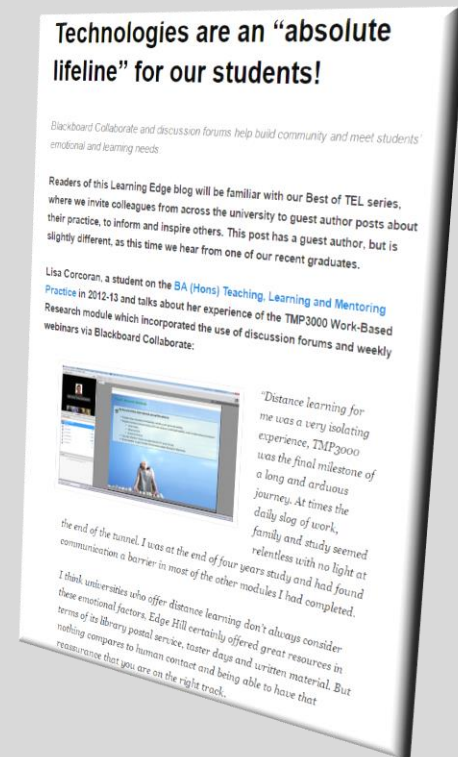 Technologies are an “absolute
lifeline” for our students!
Blackboard Collaborate and discussion forums help build community and meet students'
emotional and learning needs
Readers of this Learning Edge blog will be familiar with our Best of TEL series,
where we invite colleagues from across the university to guest author posts about
their practice, to inform and inspire others. This post has a guest author, but is
slightly different, as this time we hear from one of our recent graduates.
Lisa Corcoran, a student on the BA (Hons) Teaching, Learning and Mentoring
Practice in 2012-13 and talks about her experience of the TMP3000 Work-Based
Research module which incorporated the use of discussion forums and weekly
webinars via Blackboard Collaborate:
“Distance learning for
me was a very isolating
experience, TMP3000
was the final milestone of
a long and arduous
journey. At times the
daily slog of work,
family and study seemed
relentless with no light at
the end of the tunnel. I was at the end of four years study and had found
communication a barrier in most of the other modules I had completed.
I think universities who offer distance learning don't always consider
these emotional factors, Edge Hill certainly offered great resources in
terms of its library postal service, taster days and written material. But
nothing compares to human contact and being able to have that
reassurance that you are on the right track.